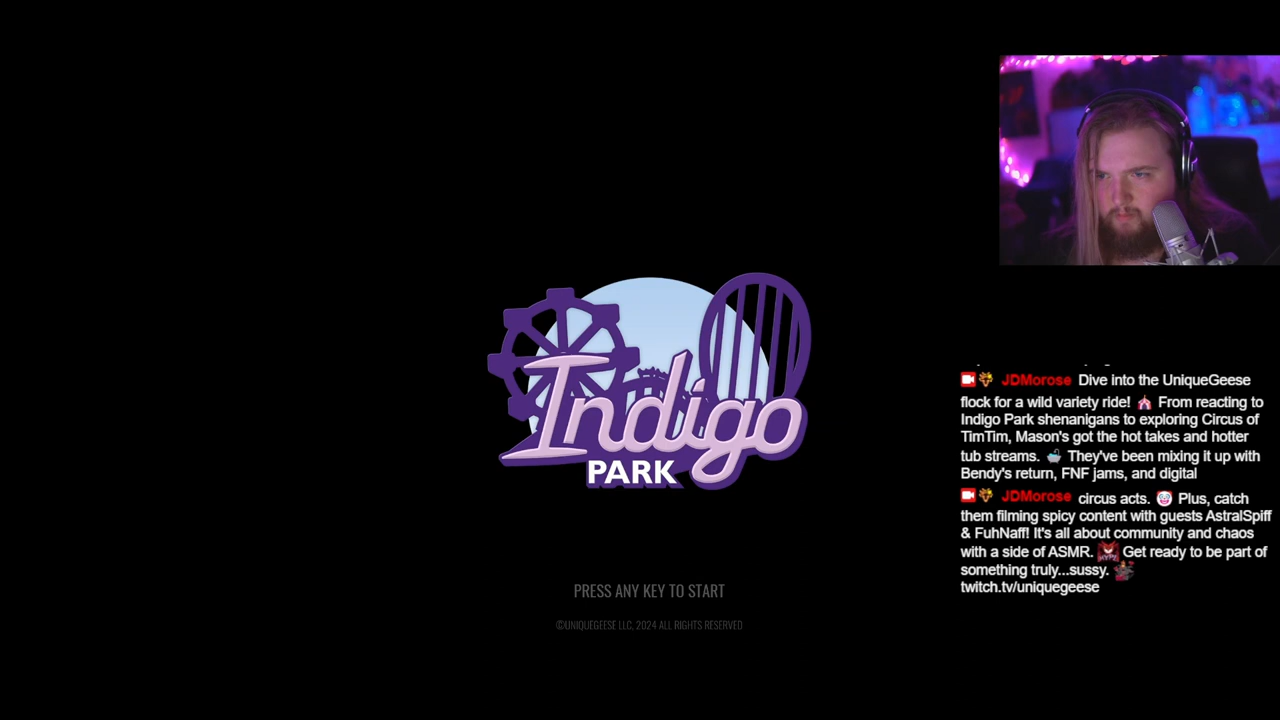 Indigo
PARK
PRESS ANY KEY TO START
©UNIQUEGEESE LLC, 2024 ALL RIGHTS RESERVED
JDMorose Dive into the UniqueGeese
flock for a wild variety ride! 🎪 From reacting to
Indigo Park shenanigans to exploring Circus of
TimTim, Mason's got the hot takes and hotter
tub streams. 🛁 They've been mixing it up with
Bendy's return, FNF jams, and digital
JDMorose circus acts. 🤡 Plus, catch
them filming spicy content with guests AstralSpiff
& FuhNaff! It's all about community and chaos
with a side of ASMR. Get ready to be part of
something truly...sussy.
twitch.tv/uniquegeese